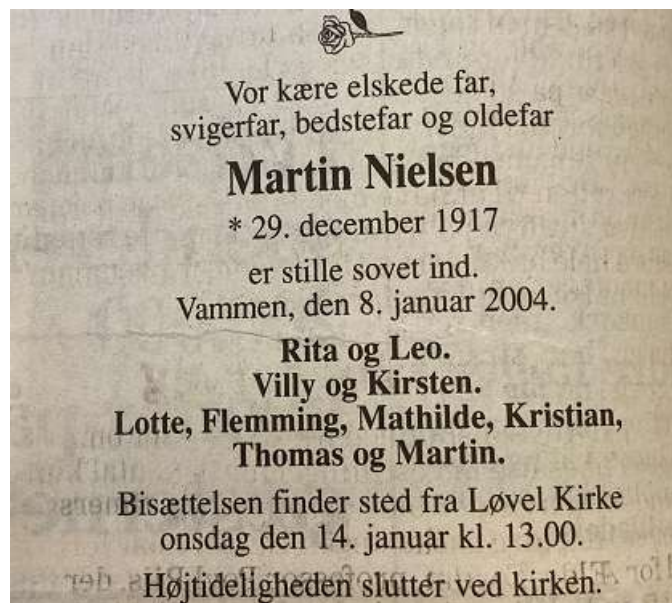 Vor kære elskede far,
svigerfar, bedstefar og oldefar
Martin Nielsen
* 29. december 1917
er stille sovet ind.
Vammen, den 8. januar 2004.
Rita og Leo.
Villy og Kirsten.
Lotte, Flemming, Mathilde, Kristian,
Thomas og Martin.
Bisættelsen finder sted fra Løvel Kirke
onsdag den 14. januar kl. 13.00.
Højtideligheden slutter ved kirken.